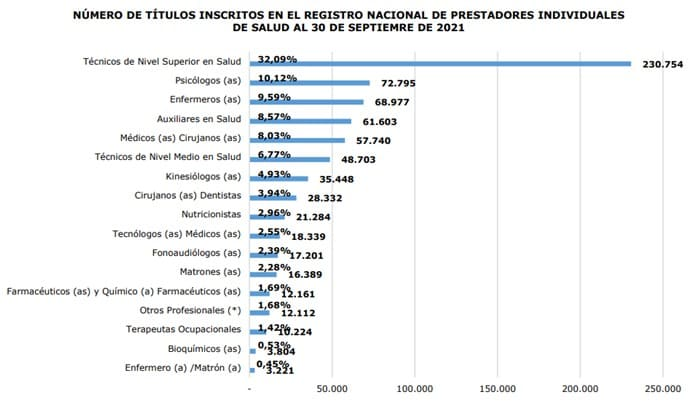 NÚMERO DE TÍTULOS INSCRITOS EN EL REGISTRO NACIONAL DE PRESTADORES INDIVIDUALES
DE SALUD AL 30 DE SEPTIEMRE DE 2021
Técnicos de Nivel Superior en Salud 32,09% 230.754
Psicólogos (as) 10,12% 72.795
Enfermeros (as) 9,59% 68.977
Auxiliares en Salud 8,57% 61.603
Médicos (as) Cirujanos (as) 8,03% 57.740
Técnicos de Nivel Medio en Salud 6,77% 48.703
Kinesiólogos (as) 4,93% 35.448
Cirujanos (as) Dentistas 3,94% 28.332
Nutricionistas 2,96% 21.284
Tecnólogos (as) Médicos (as) 2,55% 18.339
Fonoaudiólogos (as) 2,39% 17.201
Matrones (as) 2,28% 16.389
Farmacéuticos (as) y Químico (a) Farmacéuticos (as) 1,69% 12.161
Otros Profesionales (*) 1,68% 12.112
Terapeutas Ocupacionales 1,42% 10.224
Bioquímicos (as) 0,53% 3.804
Enfermero (a) /Matrón (a) 0,45% 3.221
- 50.000 100.000 150.000 200.000 250.000